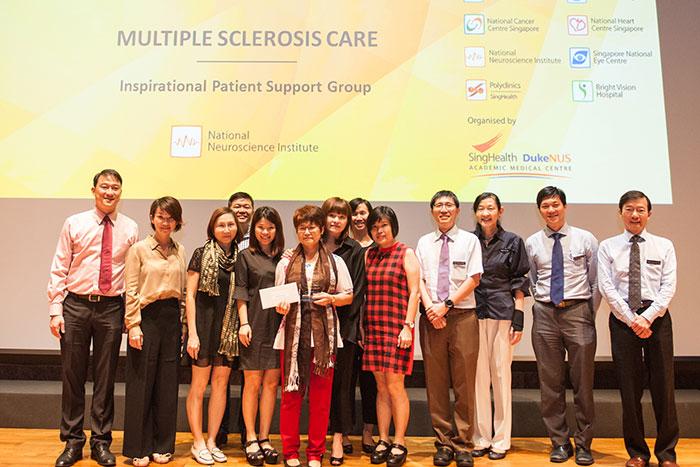 MULTIPLE SCLEROSIS CARE
Inspirational Patient Support Group
National
Neuroscience Institute
National Cancer
Centre Singapore
National Heart
Centre Singapore
National
Neuroscience Institute
Singapore National
Eye Centre
Polyclinics
SingHealth
Bright Vision
Hospital
Organised by
SingHealth DukeNUS
ACADEMIC MEDICAL CENTRE